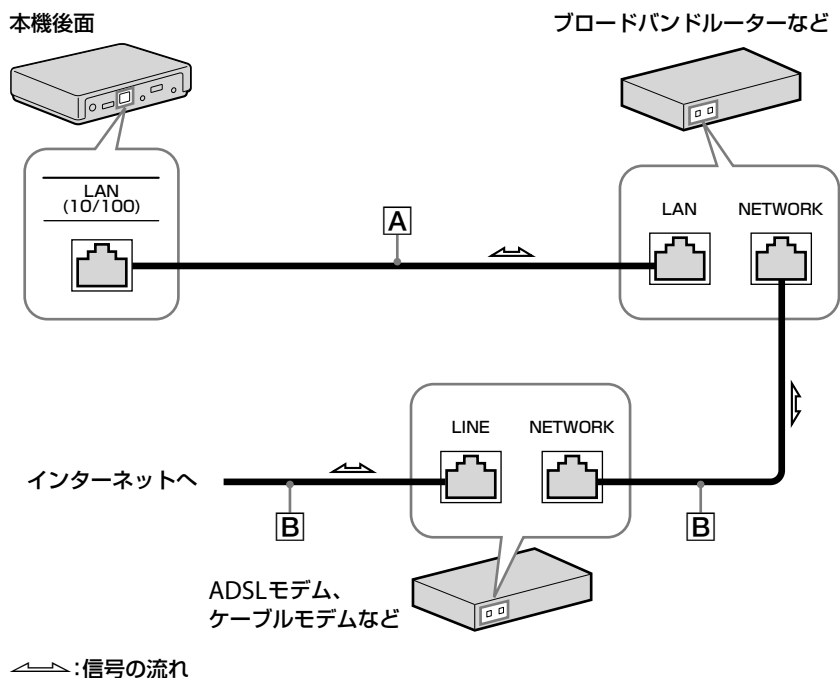 本機後面
ブロードバンドルーターなど
LAN
(10/100)
A
LAN
NETWORK
LINE
NETWORK
インターネットへ
B
B
ADSLモデム、
ケーブルモデムなど
:信号の流れ